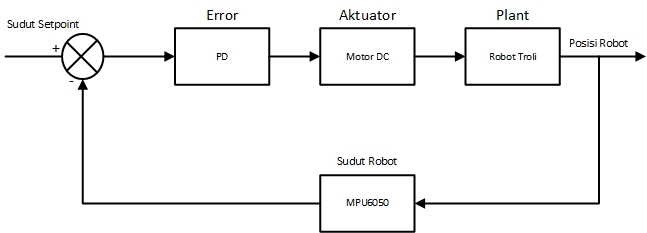 Error
Aktuator
Plant
Sudut Setpoint
Posisi Robot
+
PD
Motor DC
Robot Troli
-
Sudut Robot
MPU6050